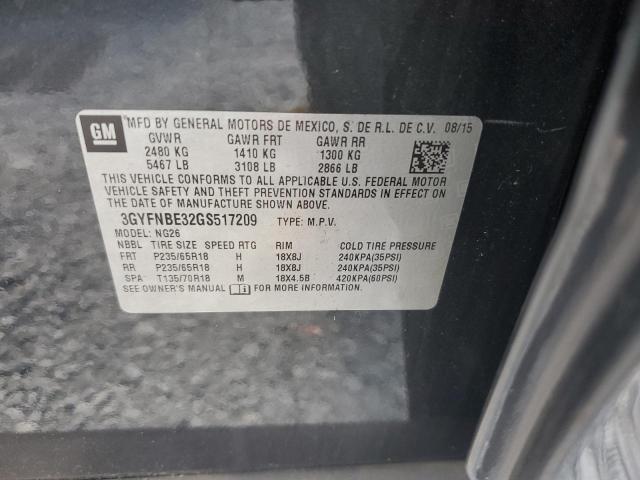 GM
MFD BY GENERAL MOTORS DE MEXICO, S. DE R.L. DE C.V. 08/15
GVWR GAWR FRT GAWR RR
2480 KG 1410 KG 1300 KG
5467 LB 3108 LB 2866 LB
THIS VEHICLE CONFORMS TO ALL APPLICABLE U.S. FEDERAL MOTOR
VEHICLE SAFETY AND THEFT PREVENTION STANDARDS IN EFFECT ON
THE DATE OF MANUFACTURE SHOWN ABOVE.
3GYFNBE32GS517209 TYPE: M.P.V.
MODEL: NG26
NBBL TIRE SIZE SPEED RTG RIM COLD TIRE PRESSURE
FRT P235/65R18 H 18X8J 240KPA(35PSI)
RR P235/65R18 H 18X8J 240KPA(35PSI)
SPA T135/70R18 M 18X4.5B 420KPA(60PSI)
SEE OWNER'S MANUAL FOR MORE INFORMATION.